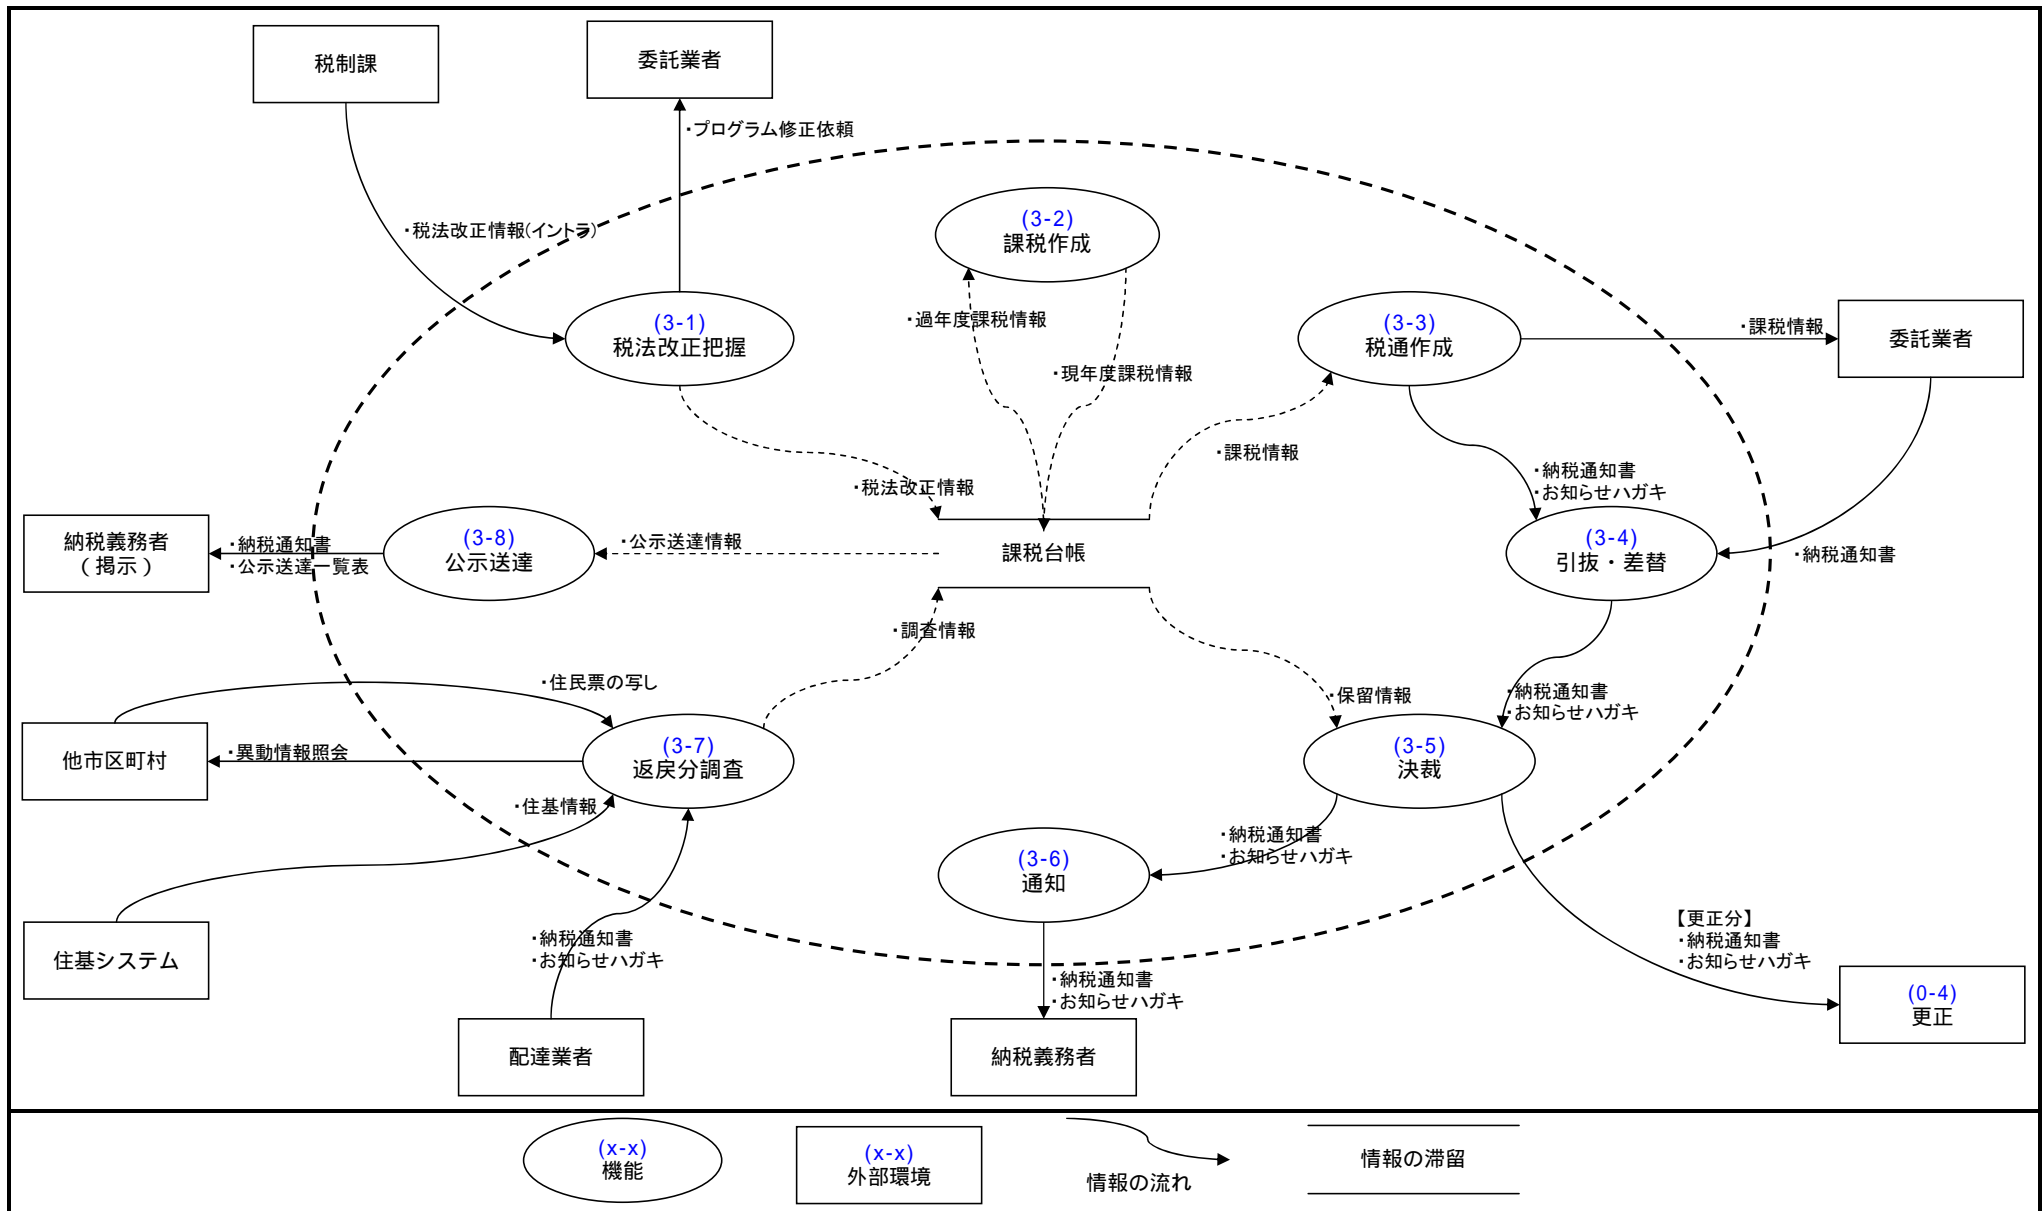 税制課
委託業者
・プログラム修正依頼
・税法改正情報(イントラ)
(3-1)
税法改正把握
(3-2)
課税作成
・過年度課税情報
・現年度課税情報
(3-3)
税通作成
・課税情報
委託業者
・課税情報
・税法改正情報
・納税通知書
・お知らせハガキ
納税義務者
(掲示)
・納税通知書
・公示送達一覧表
(3-8)
公示送達
・公示送達情報
課税台帳
(3-4)
引抜・差替
・納税通知書
・調査情報
・住民票の写し
・保留情報
・納税通知書
・お知らせハガキ
他市区町村
・異動情報照会
(3-7)
返戻分調査
(3-5)
決裁
・住基情報
(3-6)
通知
・納税通知書
・お知らせハガキ
住基システム
・納税通知書
・お知らせハガキ
【更正分】
・納税通知書
・お知らせハガキ
・納税通知書
・お知らせハガキ
(0-4)
更正
配達業者
納税義務者
(x-x)
機能
(x-x)
外部環境
情報の流れ
情報の滞留